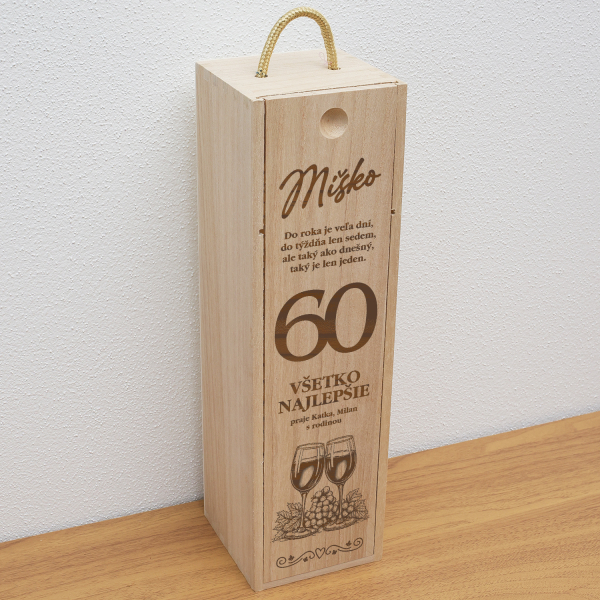 Miško
Do roka je veľa dní,
do týždňa len sedem,
ale taký ako dnešný,
taký je len jeden.
60
VŠETKO
NAJLEPŠIE
praje Katka, Milan
s rodinou